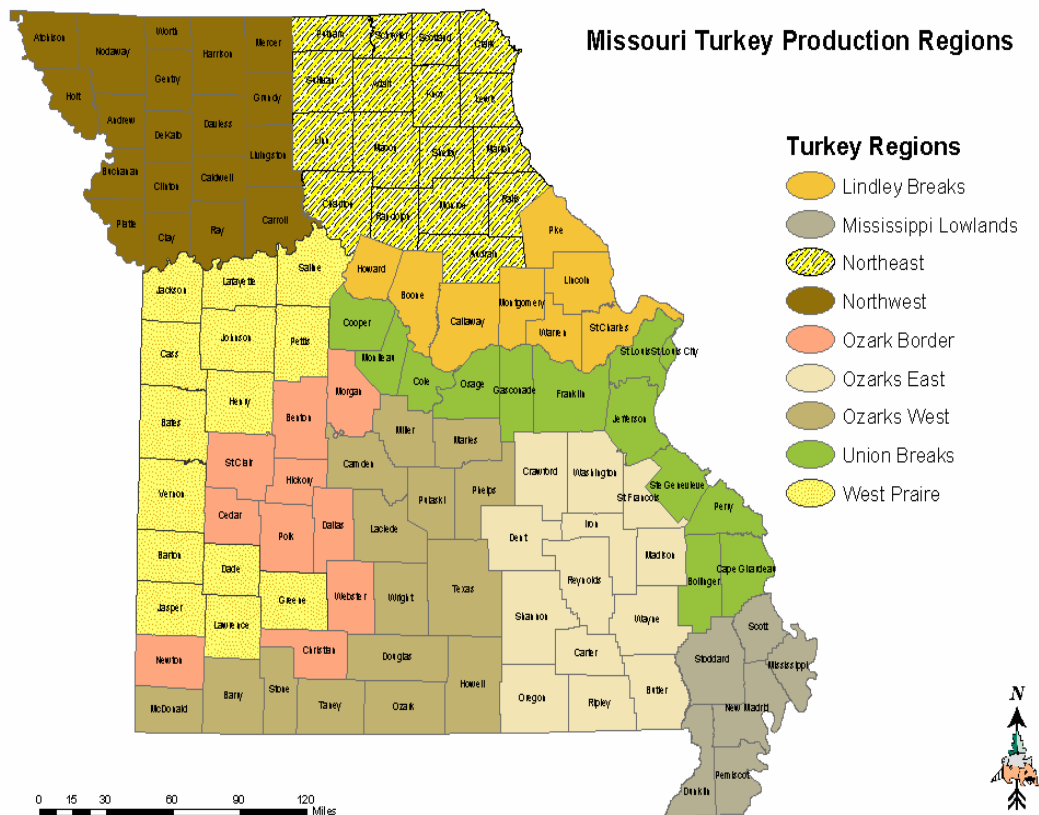 Missouri Turkey Production Regions
Turkey Regions
Lindley Breaks
Mississippi Lowlands
Northeast
Northwest
Ozark Border
Ozarks East
Ozarks West
Union Breaks
West Praire
Atchison
Nodaway
Worth
Harrison
Mercer
Putnam
Schuyler
Scotland
Clark
Holt
Gentry
Grundy
Sullivan
Adair
Knox
Lewis
Andrew
DeKalb
Daviess
Livingston
Linn
Macon
Shelby
Marion
Buchanan
Clinton
Caldwell
Chariton
Randolph
Monroe
Ralls
Platte
Clay
Ray
Carroll
Audrain
Pike
Jackson
Lafayette
Saline
Howard
Boone
Callaway
Montgomery
Lincoln
Warren
St Charles
Cass
Johnson
Pettis
Cooper
Moniteau
Cole
Osage
Gasconade
Franklin
St Louis
St Louis City
Jefferson
Bates
Henry
Benton
Morgan
Miller
Maries
Vernon
St Clair
Hickory
Camden
Pulaski
Phelps
Crawford
Washington
St Francois
Ste Genevieve
Perry
Cedar
Polk
Dallas
Laclede
Dent
Iron
Madison
Bollinger
Cape Girardeau
Barton
Dade
Greene
Webster
Wright
Texas
Reynolds
Shannon
Wayne
Jasper
Lawrence
Christian
Douglas
Howell
Carter
Newton
McDonald
Barry
Stone
Taney
Ozark
Oregon
Ripley
Butler
Stoddard
Scott
Mississippi
New Madrid
Pemiscot
Dunklin
N
0 15 30 60 90 120
Miles